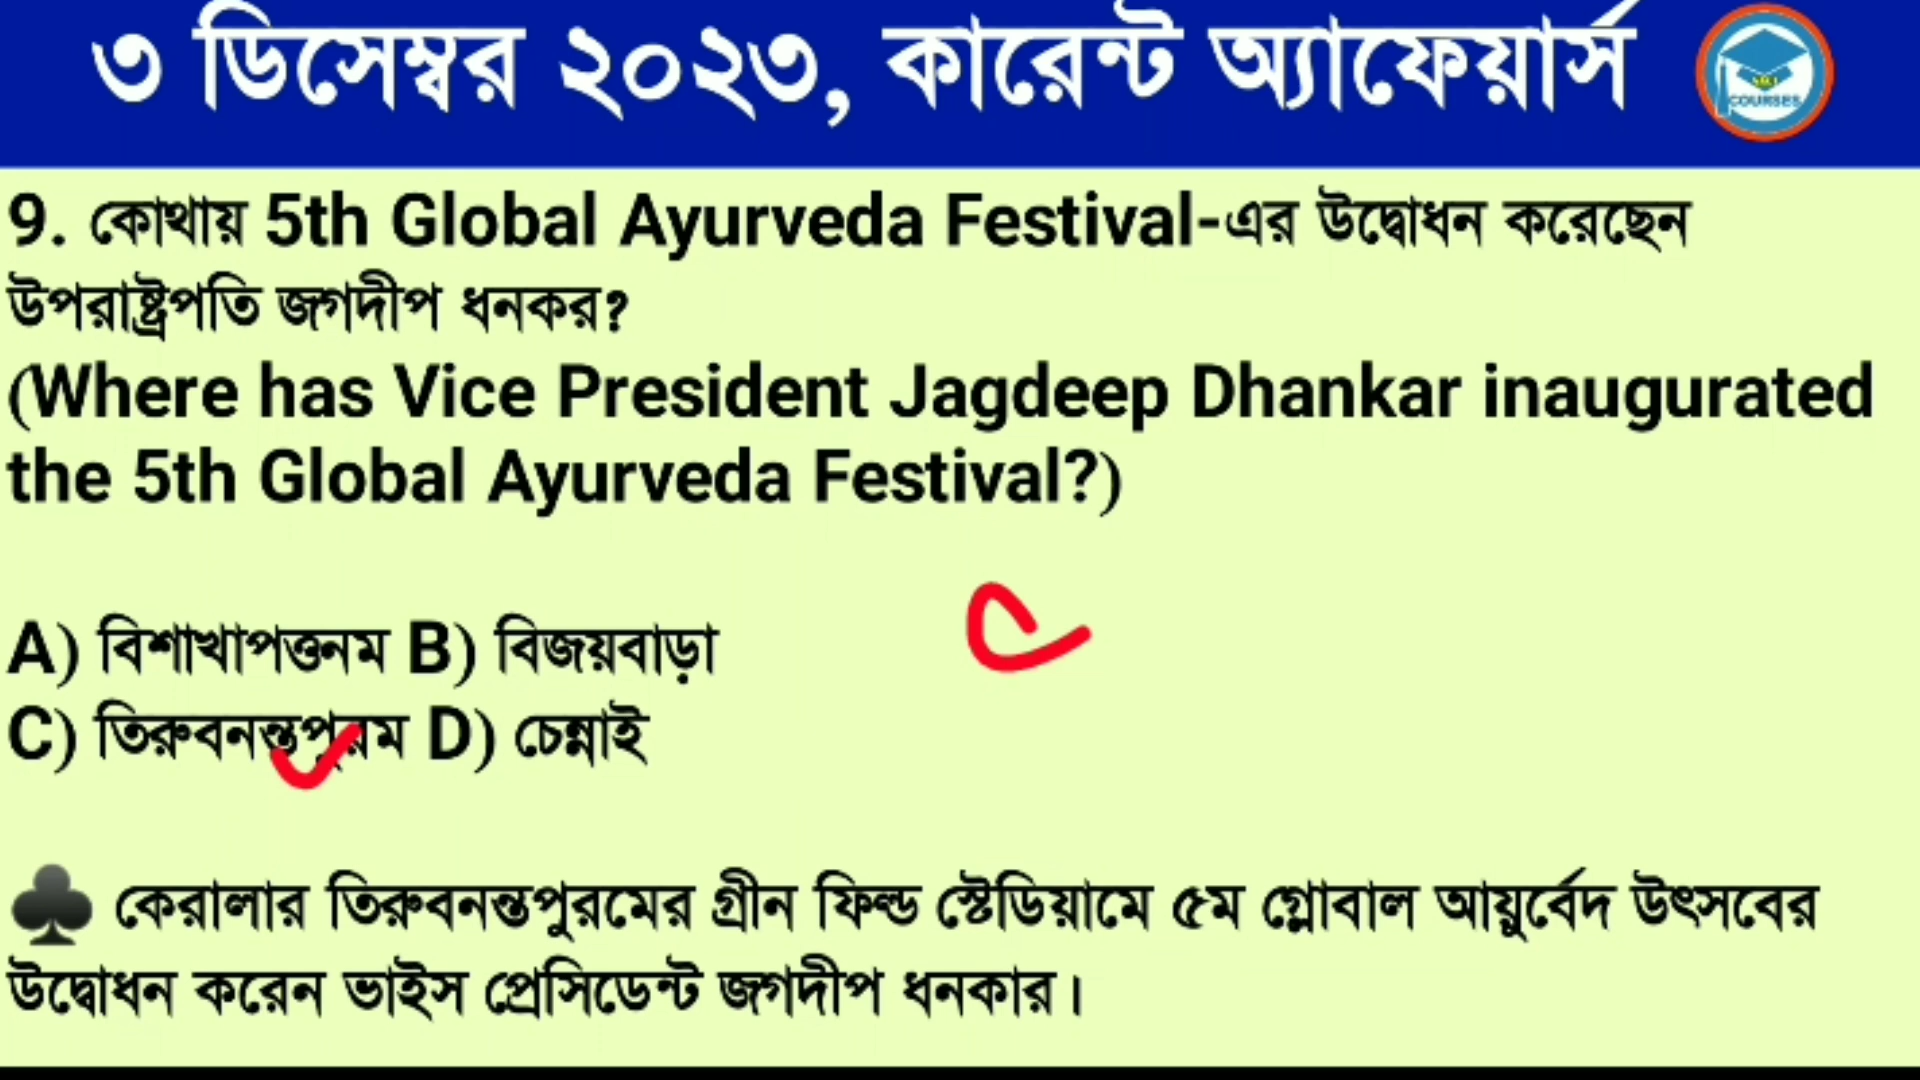 ৩ ডিসেম্বর ২০২৩, কারেন্ট অ্যাফেয়ার্স
COURSES
9. কোথায় 5th Global Ayurveda Festival-এর উদ্বোধন করেছেন
উপরাষ্ট্রপতি জগদীপ ধনকর?
(Where has Vice President Jagdeep Dhankar inaugurated
the 5th Global Ayurveda Festival?)
A) বিশাখাপত্তনম B) বিজয়বাড়া
C) তিরুবনন্তপুরম D) চেন্নাই
♣ কেরালার তিরুবনন্তপুরমের গ্রীন ফিল্ড স্টেডিয়ামে ৫ম গ্লোবাল আয়ুর্বেদ উৎসবের
উদ্বোধন করেন ভাইস প্রেসিডেন্ট জগদীপ ধনকার।